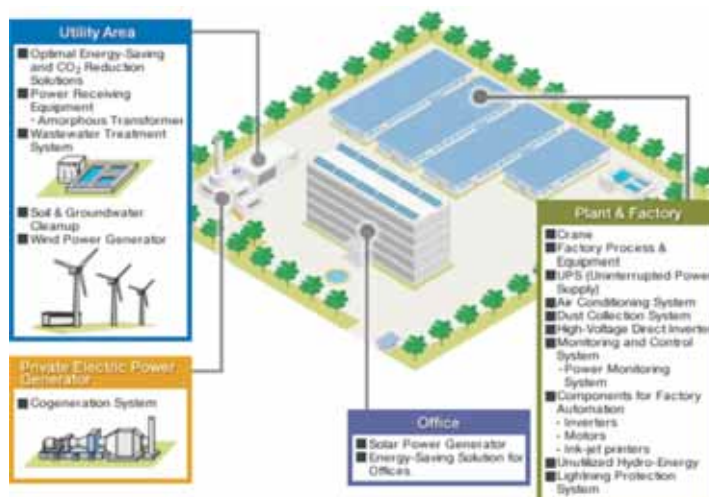 Utility Area
■ Optimal Energy-Saving
and CO2 Reduction
Solutions
■ Power Receiving
Equipment
- Amorphous Transformer
■ Wastewater Treatment
System
■ Soil & Groundwater
Cleanup
■ Wind Power Generator
Private Electric Power
Generator
■ Cogeneration System
Office
■ Solar Power Generator
■ Energy-Saving Solution for
Offices
Plant & Factory
■ Crane
■ Factory Process &
Equipment
■ UPS (Uninterrupted Power
Supply)
■ Air Conditioning System
■ Dust Collection System
■ High-Voltage Direct Inverter
■ Monitoring and Control
System
- Power Monitoring
System
■ Components for Factory
Automation
- Inverters
- Motors
- Ink-jet printers
■ Unutilized Hydro-Energy
■ Lightning Protection
System